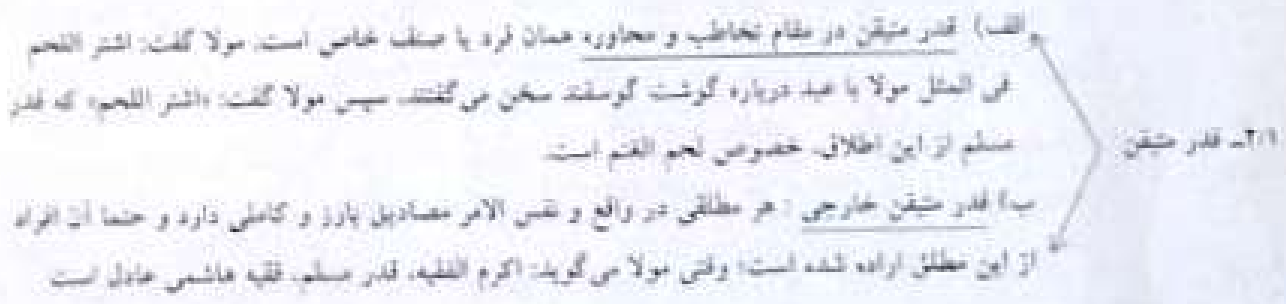 الف) قدر متیقن در مقام تخاطب و محاوره همان فرد یا صنف خاص است. مولا گفت: اشتر اللحم
فی المثل مولا با عبد درباره گوشت گوسفند سخن می‌گفتند، سپس مولا گفت: «اشتر اللحم» که قدر
مسلم از این اطلاق، خصوص لحم الغنم است.
۲/۱ـ قدر متیقن
ب) قدر متیقن خارجی : هر مطلقی در واقع و نفس الامر مصادیق بارز و کاملی دارد و حتما آن افراد
از این مطلق اراده شده است؛ وقتی مولا می‌گوید: اکرم الفقیه، قدر مسلم، فقیه هاشمی عادل است